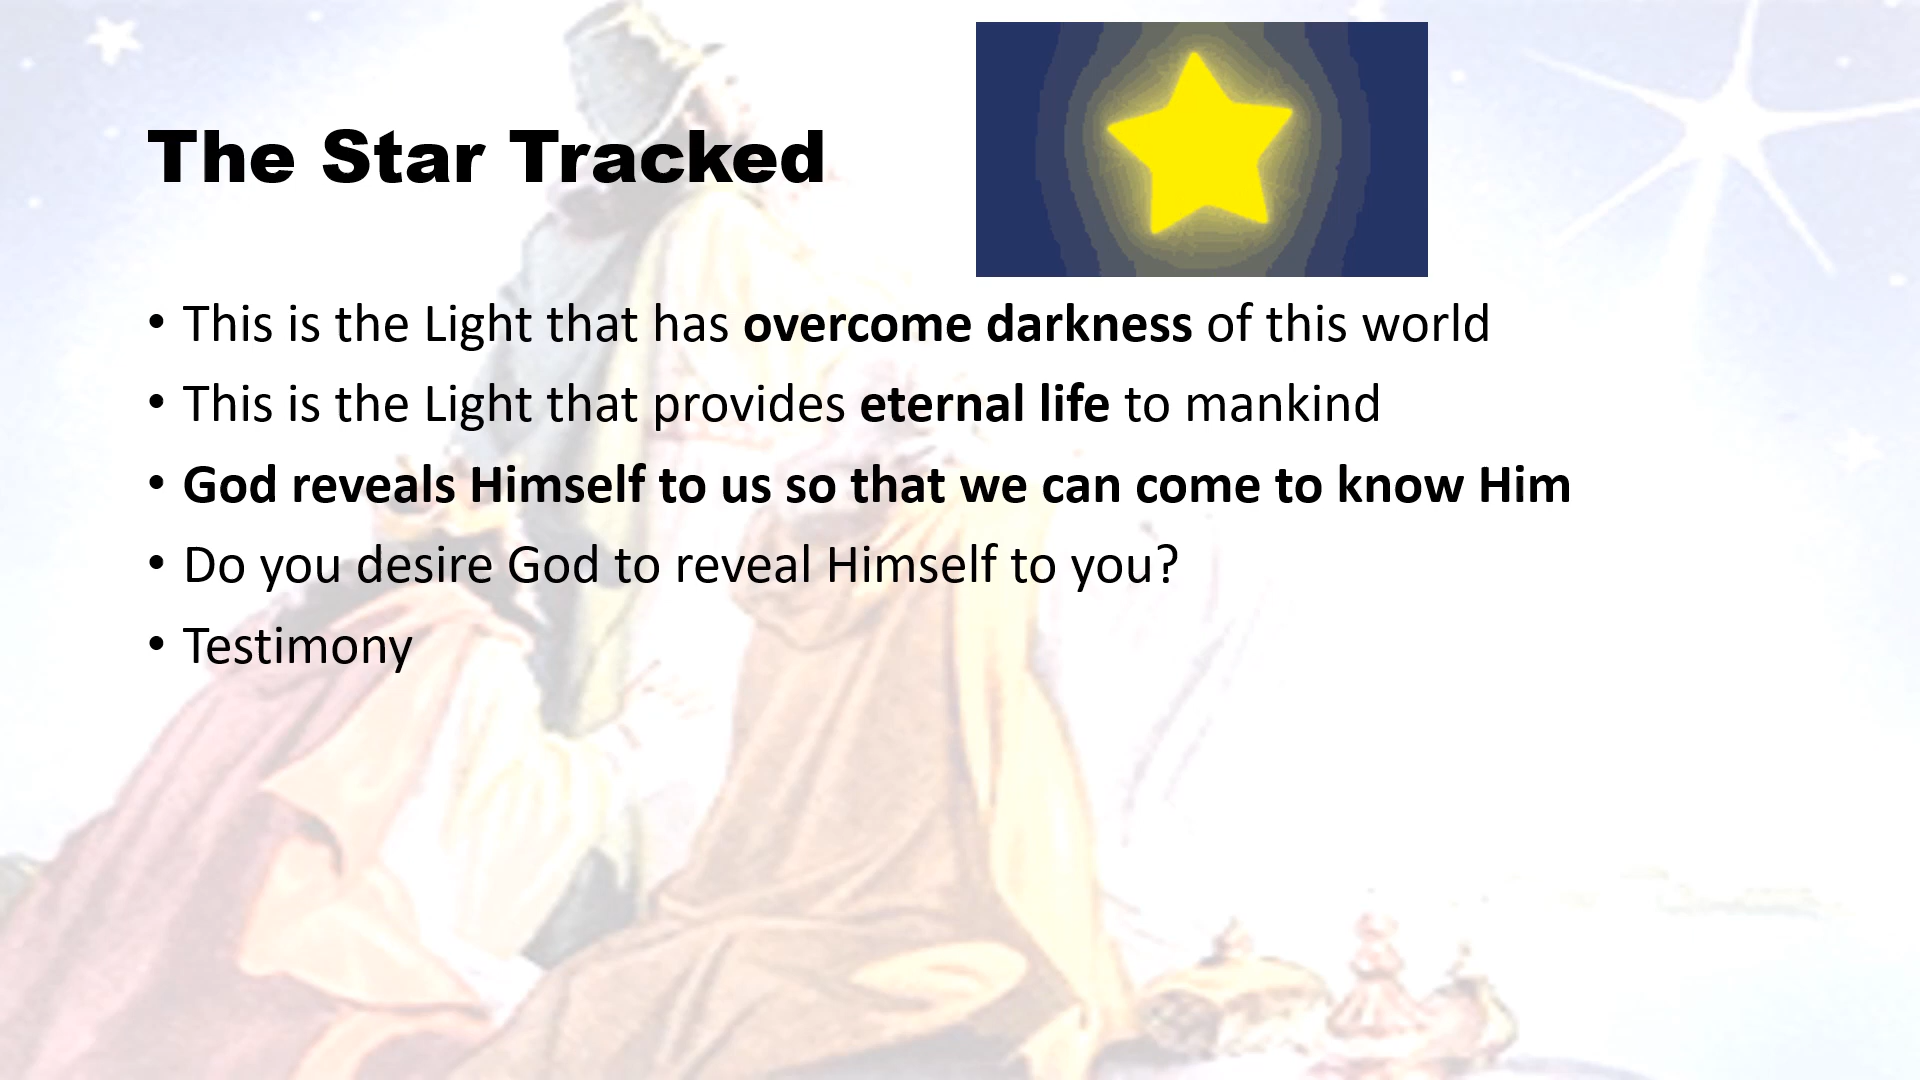 The Star Tracked
• This is the Light that has overcome darkness of this world
• This is the Light that provides eternal life to mankind
• God reveals Himself to us so that we can come to know Him
• Do you desire God to reveal Himself to you?
• Testimony